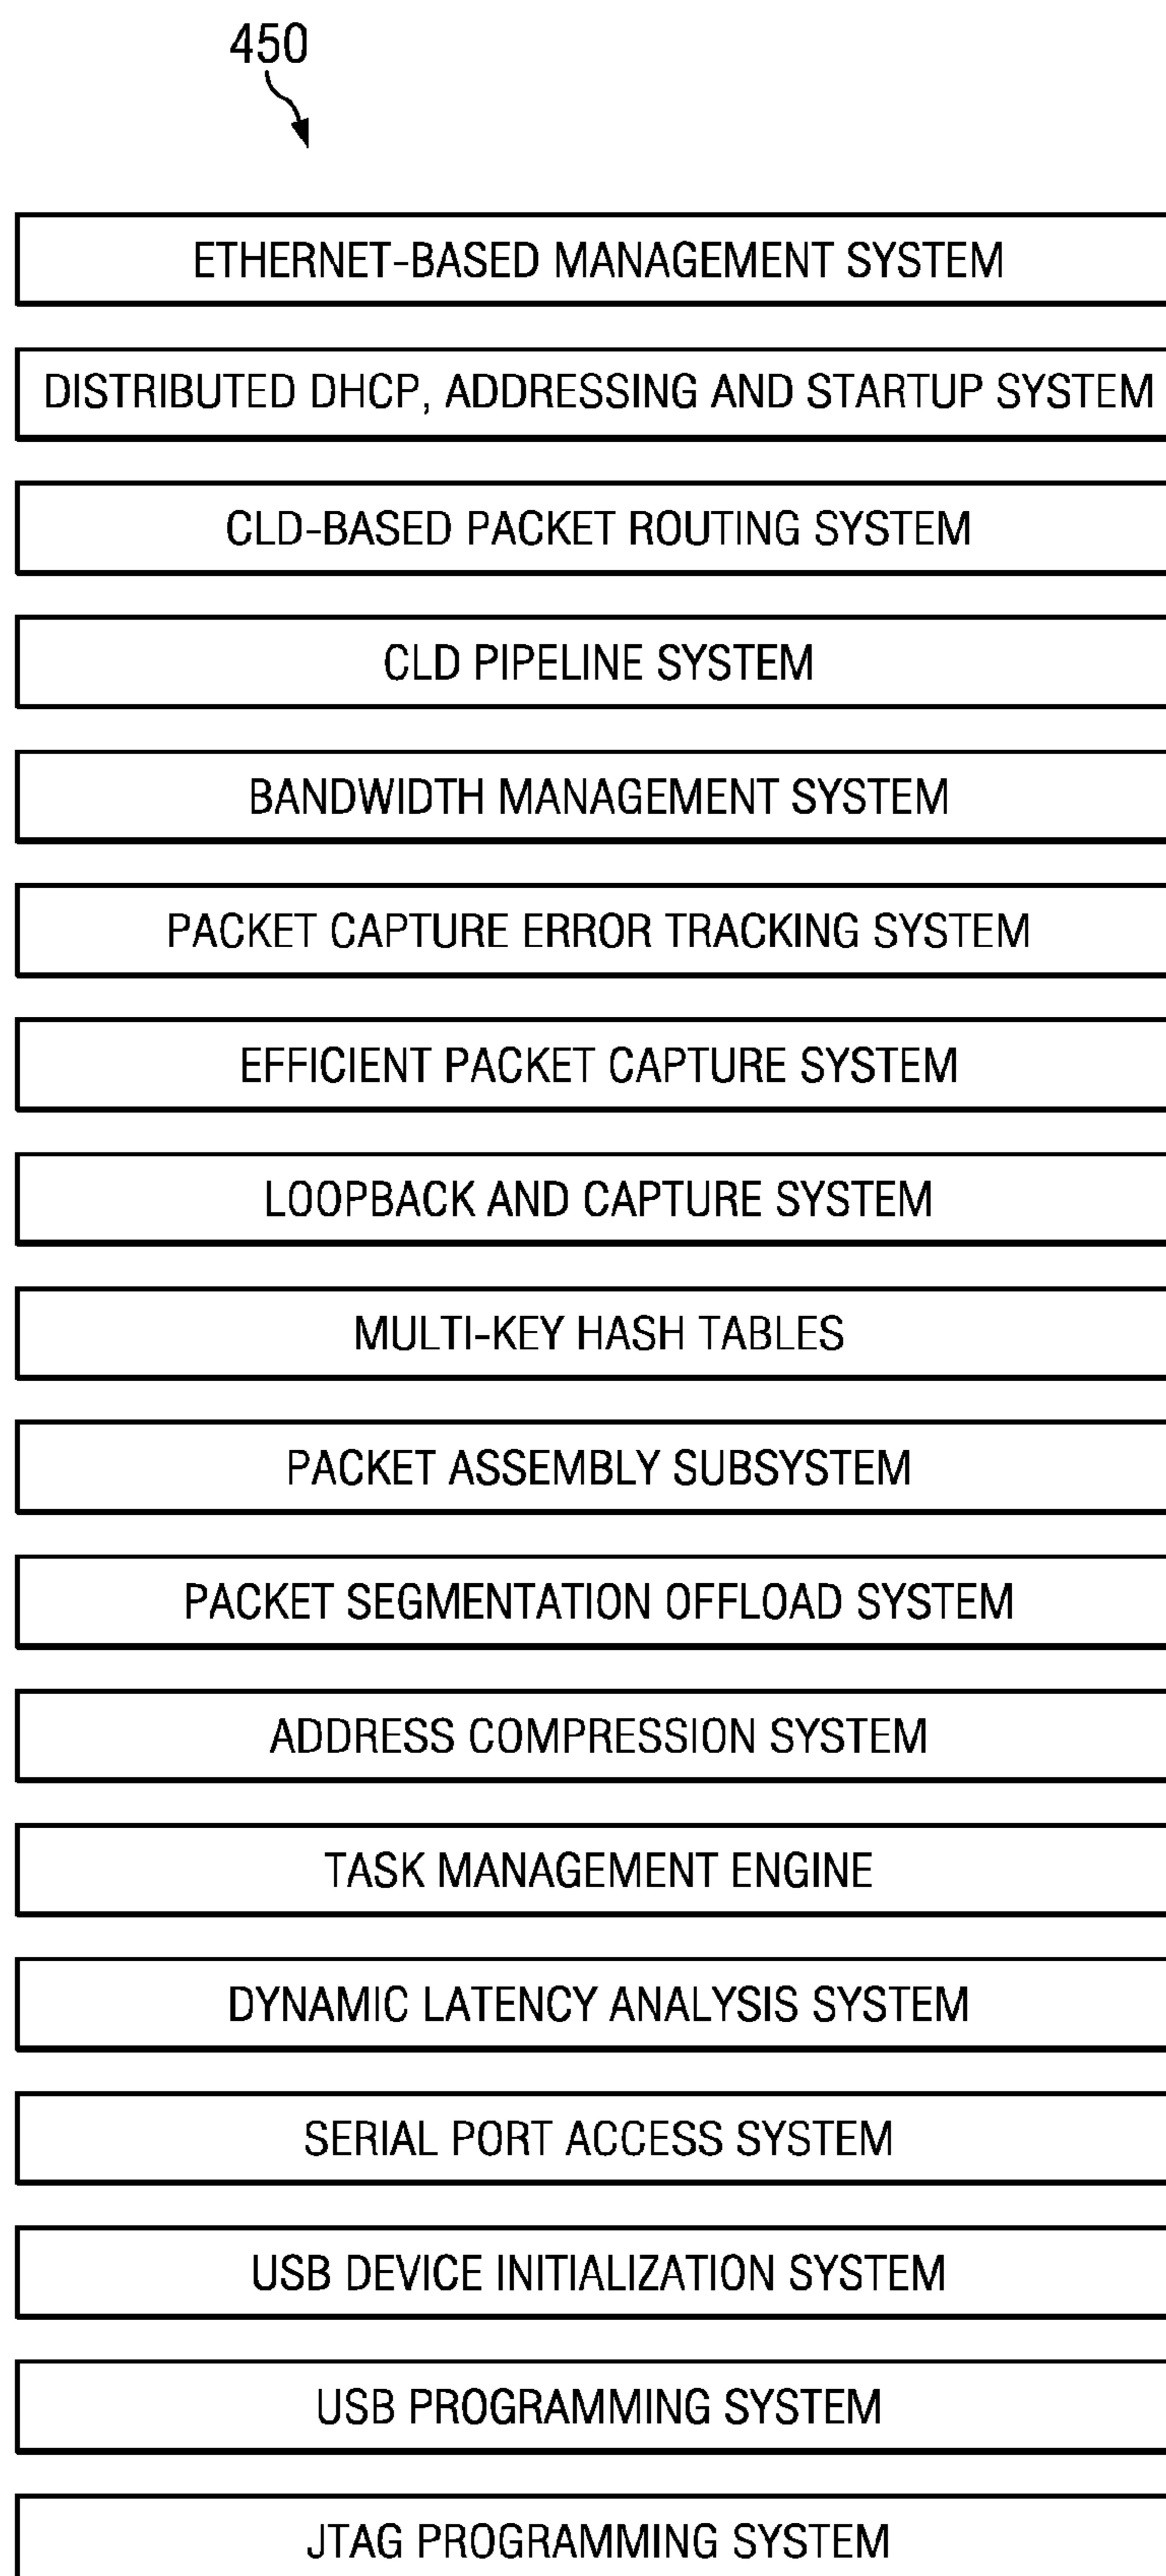 450
ETHERNET-BASED MANAGEMENT SYSTEM
DISTRIBUTED DHCP, ADDRESSING AND STARTUP SYSTEM
CLD-BASED PACKET ROUTING SYSTEM
CLD PIPELINE SYSTEM
BANDWIDTH MANAGEMENT SYSTEM
PACKET CAPTURE ERROR TRACKING SYSTEM
EFFICIENT PACKET CAPTURE SYSTEM
LOOPBACK AND CAPTURE SYSTEM
MULTI-KEY HASH TABLES
PACKET ASSEMBLY SUBSYSTEM
PACKET SEGMENTATION OFFLOAD SYSTEM
ADDRESS COMPRESSION SYSTEM
TASK MANAGEMENT ENGINE
DYNAMIC LATENCY ANALYSIS SYSTEM
SERIAL PORT ACCESS SYSTEM
USB DEVICE INITIALIZATION SYSTEM
USB PROGRAMMING SYSTEM
JTAG PROGRAMMING SYSTEM